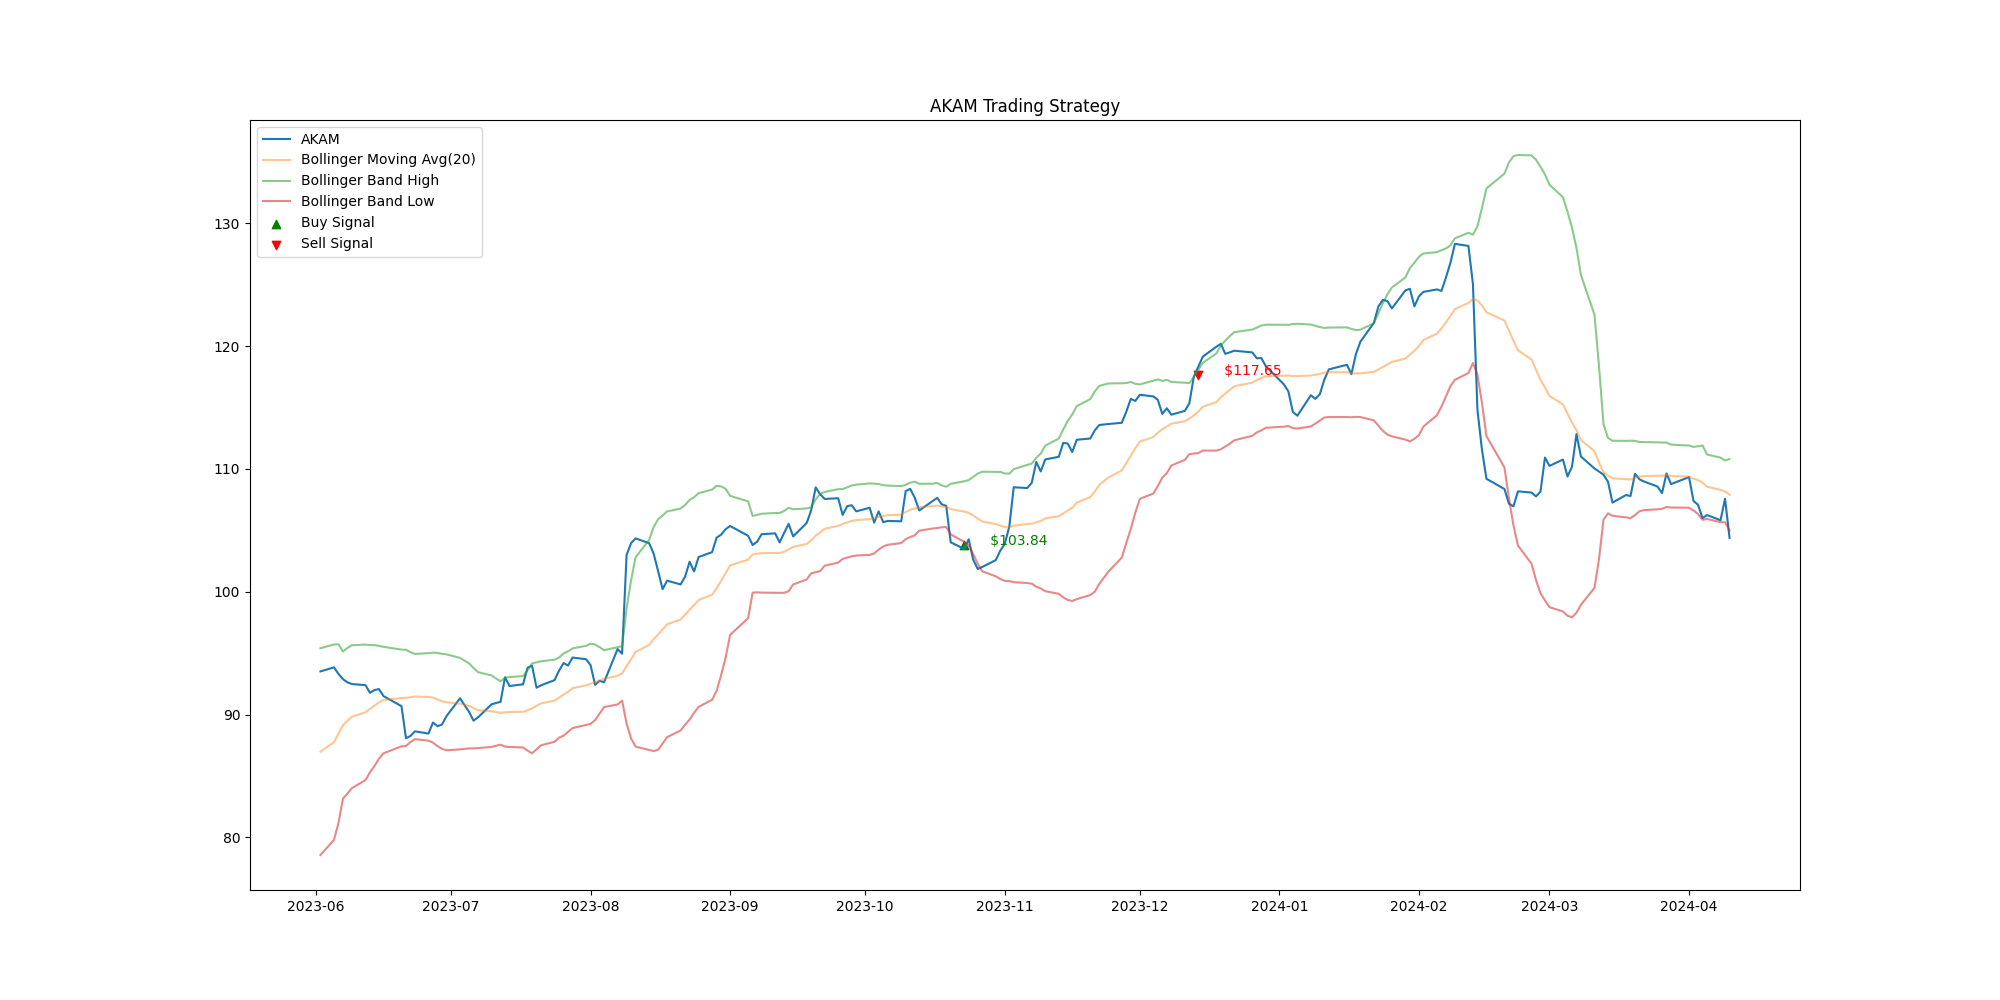 AKAM Trading Strategy
AKAM
Bollinger Moving Avg(20)
Bollinger Band High
Bollinger Band Low
Buy Signal
Sell Signal
130
120
110
100
90
80
$117.65
$103.84
2023-06 2023-07 2023-08 2023-09 2023-10 2023-11 2023-12 2024-01 2024-02 2024-03 2024-04